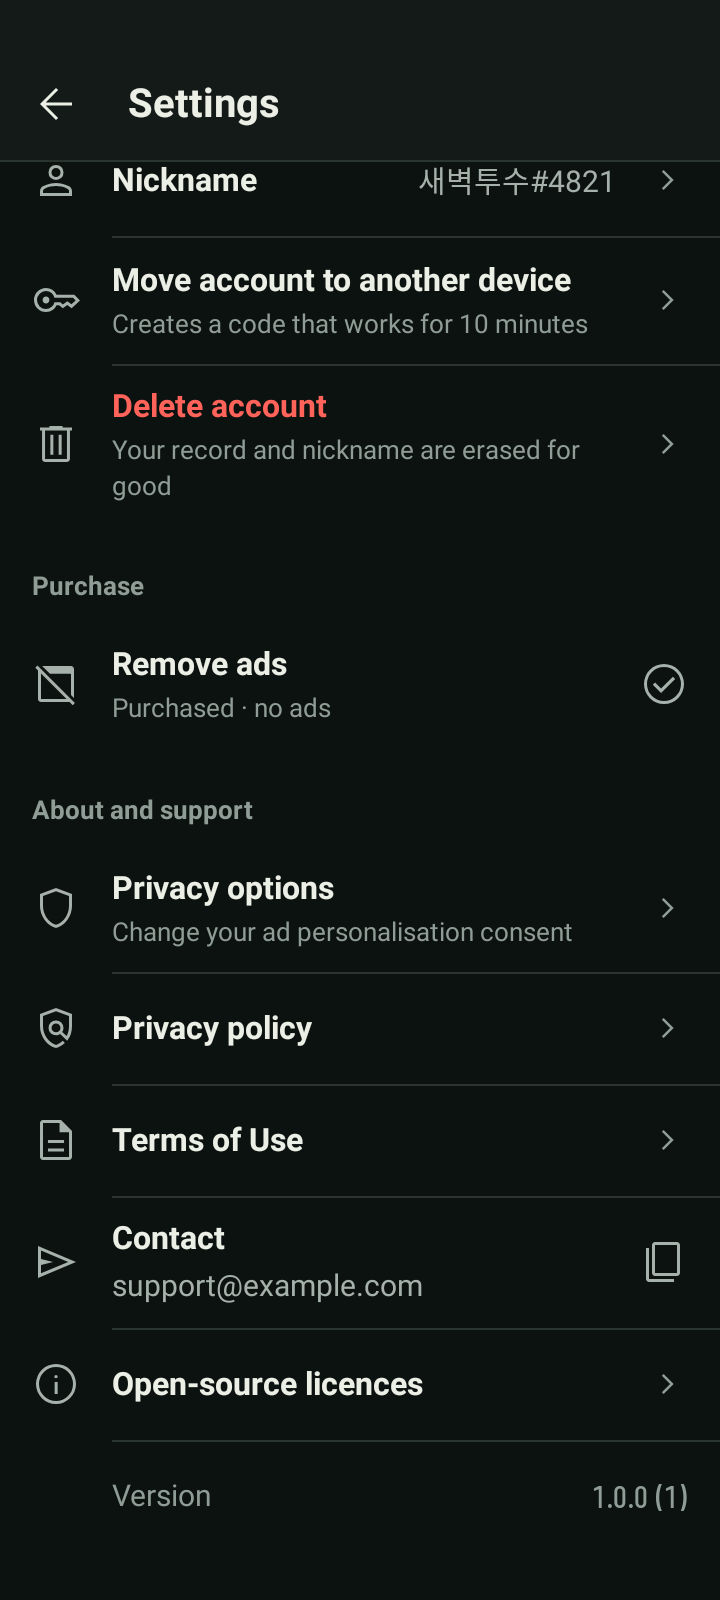 Settings
Nickname
새벽투수#4821
Move account to another device
Creates a code that works for 10 minutes
Delete account
Your record and nickname are erased for
good
Purchase
Remove ads
Purchased · no ads
About and support
Privacy options
Change your ad personalisation consent
Privacy policy
Terms of Use
Contact
support@example.com
Open-source licences
Version
1.0.0 (1)